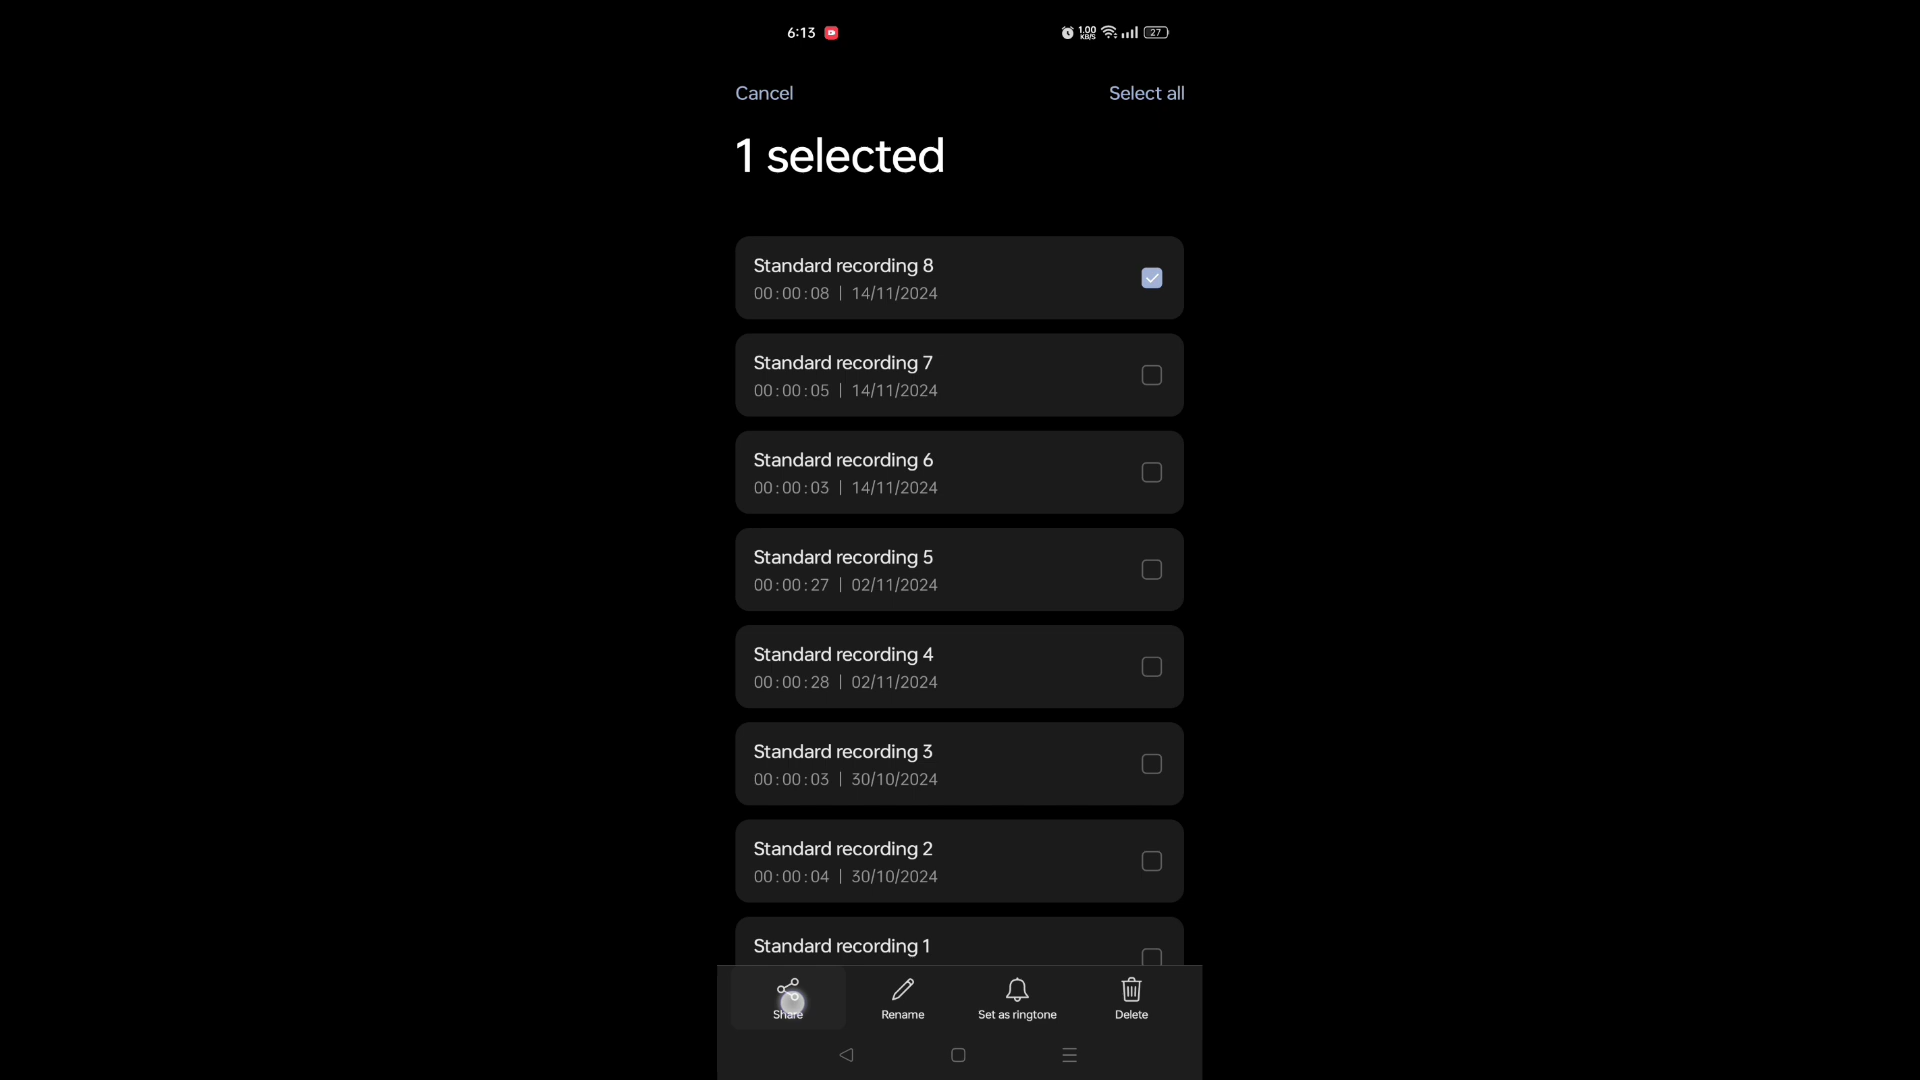 6:13
1.00
KB/S
27
Cancel
Select all
1 selected
Standard recording 8
00:00:08 | 14/11/2024
Standard recording 7
00:00:05 | 14/11/2024
Standard recording 6
00:00:03 | 14/11/2024
Standard recording 5
00:00:27 | 02/11/2024
Standard recording 4
00:00:28 | 02/11/2024
Standard recording 3
00:00:03 | 30/10/2024
Standard recording 2
00:00:04 | 30/10/2024
Standard recording 1
Share
Rename
Set as ringtone
Delete